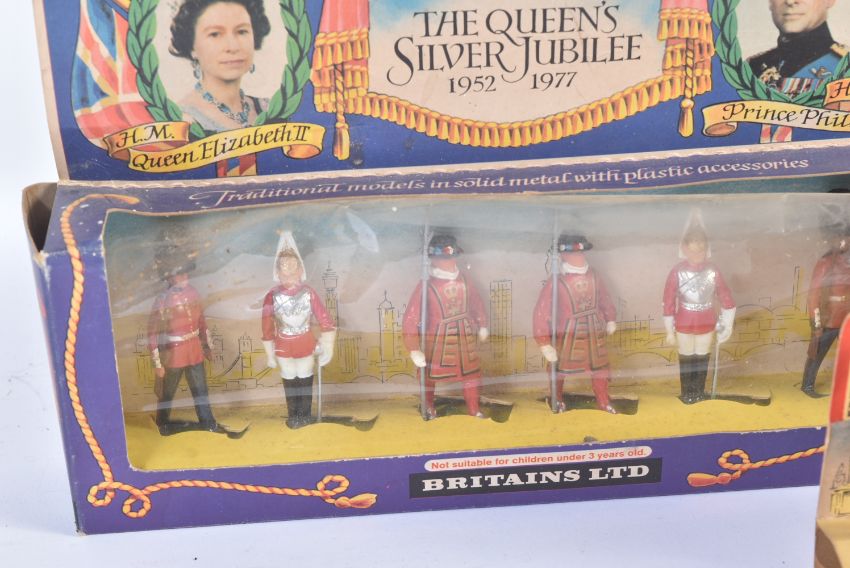 THE QUEEN'S
SILVER JUBILEE
1952 1977
H.M.
Queen Elizabeth II
Prince
Traditional models in solid metal with plastic accessories
Not suitable for children under 3 years old.
BRITAINS LTD